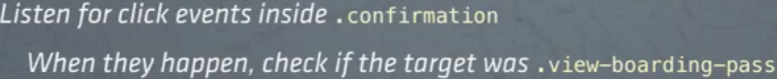 Listen for click events inside .confirmation
When they happen, check if the target was .view-boarding-pass